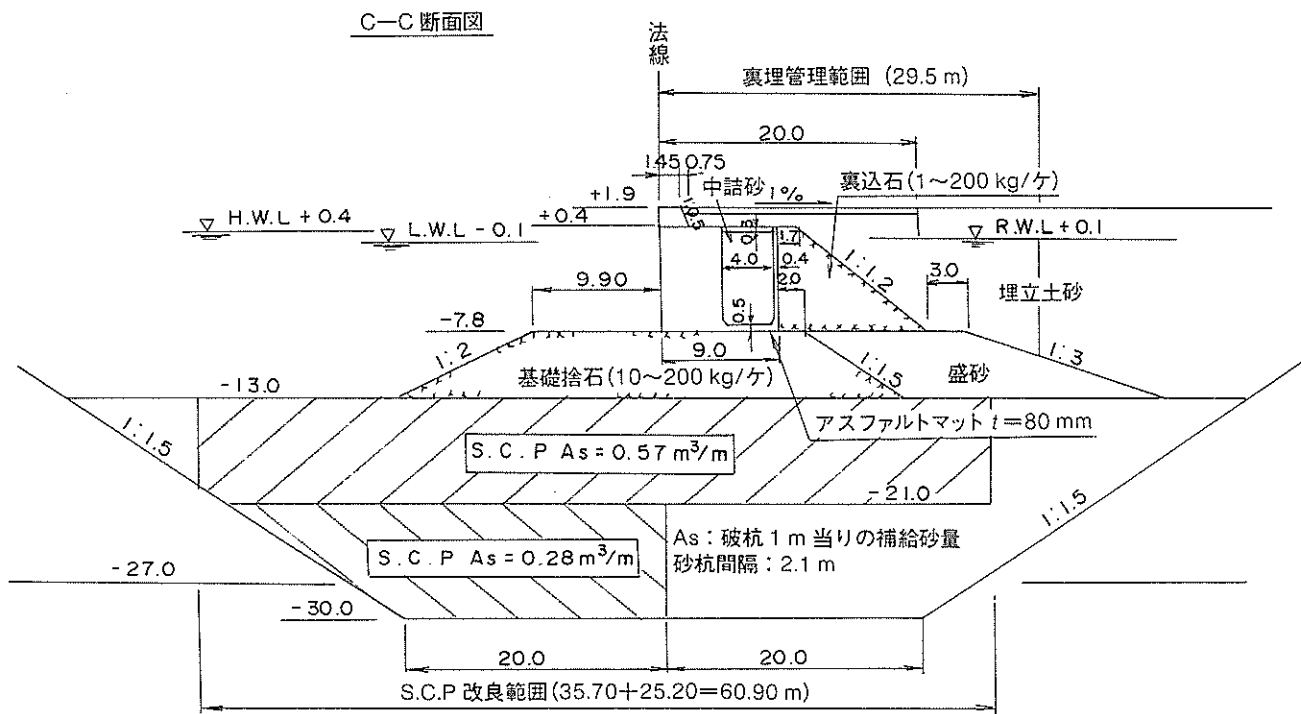 C－C 断面図
法線
裏埋管理範囲 (29.5 m)
20.0
1.45 0.75
中詰砂
1%
裏込石(1～200 kg/ケ)
+1.9
H.W.L + 0.4
+0.4
1:0.5
L.W.L - 0.1
R.W.L + 0.1
0.3
1.7
4.0
0.4
2.0
1:1.2
3.0
埋立土砂
9.90
0.5
-7.8
1:2
9.0
1:1.5
1:3
基礎捨石(10～200 kg/ケ)
盛砂
-13.0
アスファルトマット t＝80 mm
1:1.5
S.C.P As=0.57 m³/m
-21.0
1:1.5
As：破杭 1 m 当りの補給砂量
S.C.P As=0.28 m³/m
砂杭間隔：2.1 m
-27.0
-30.0
20.0
20.0
S.C.P 改良範囲(35.70+25.20=60.90 m)